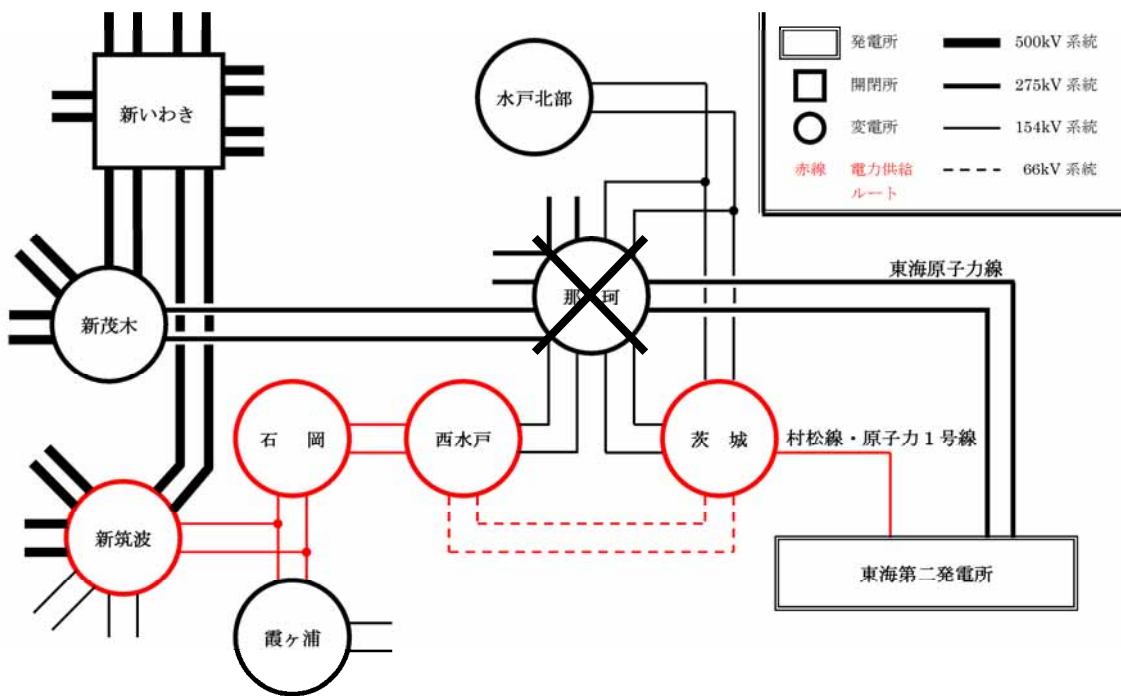 発電所
500kV 系統
開閉所
275kV 系統
変電所
154kV 系統
赤線
電力供給
ルート
66kV 系統
水戸北部
新いわき
那 珂
東海原子力線
新茂木
石 岡
西水戸
茨 城
村松線・原子力１号線
新筑波
東海第二発電所
霞ヶ浦